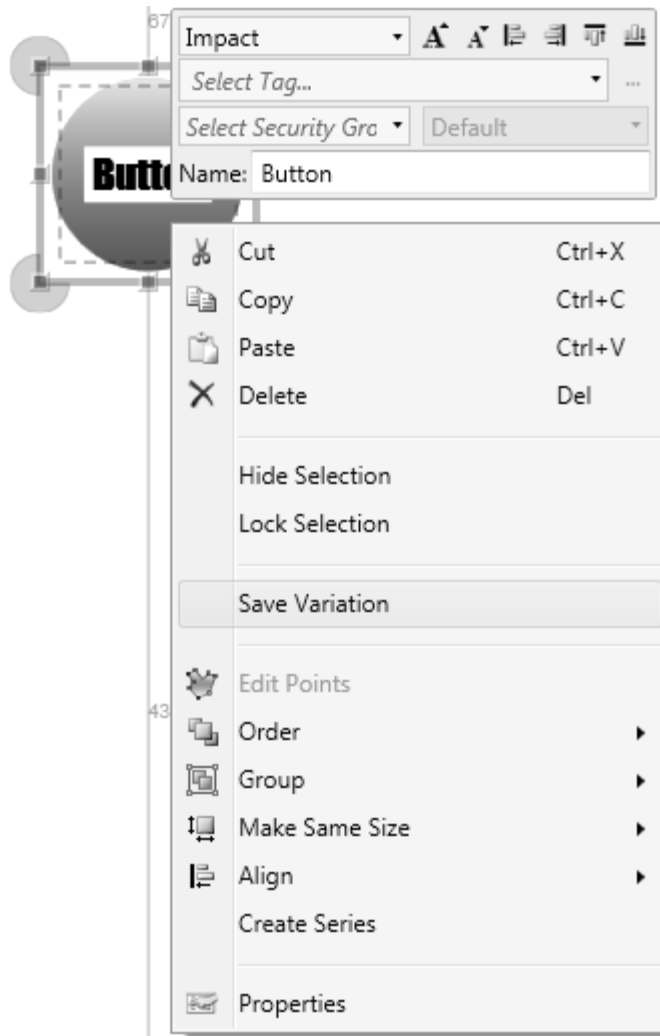 67
Impact
Select Tag...
...
Select Security Gro
Default
Name: Button
Butto
Cut Ctrl+X
Copy Ctrl+C
Paste Ctrl+V
Delete Del
Hide Selection
Lock Selection
Save Variation
Edit Points
43
Order
Group
Make Same Size
Align
Create Series
Properties